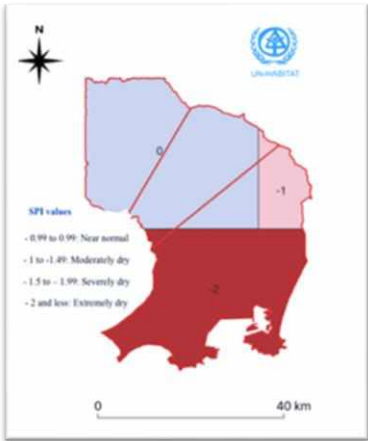 N
UN-HABITAT
0
-1
SPI values
- 0.99 to 0.99: Near normal
- 1 to -1.49: Moderately dry
- 1.5 to – 1.99: Severely dry
- 2 and less: Extremely dry
-2
0 40 km